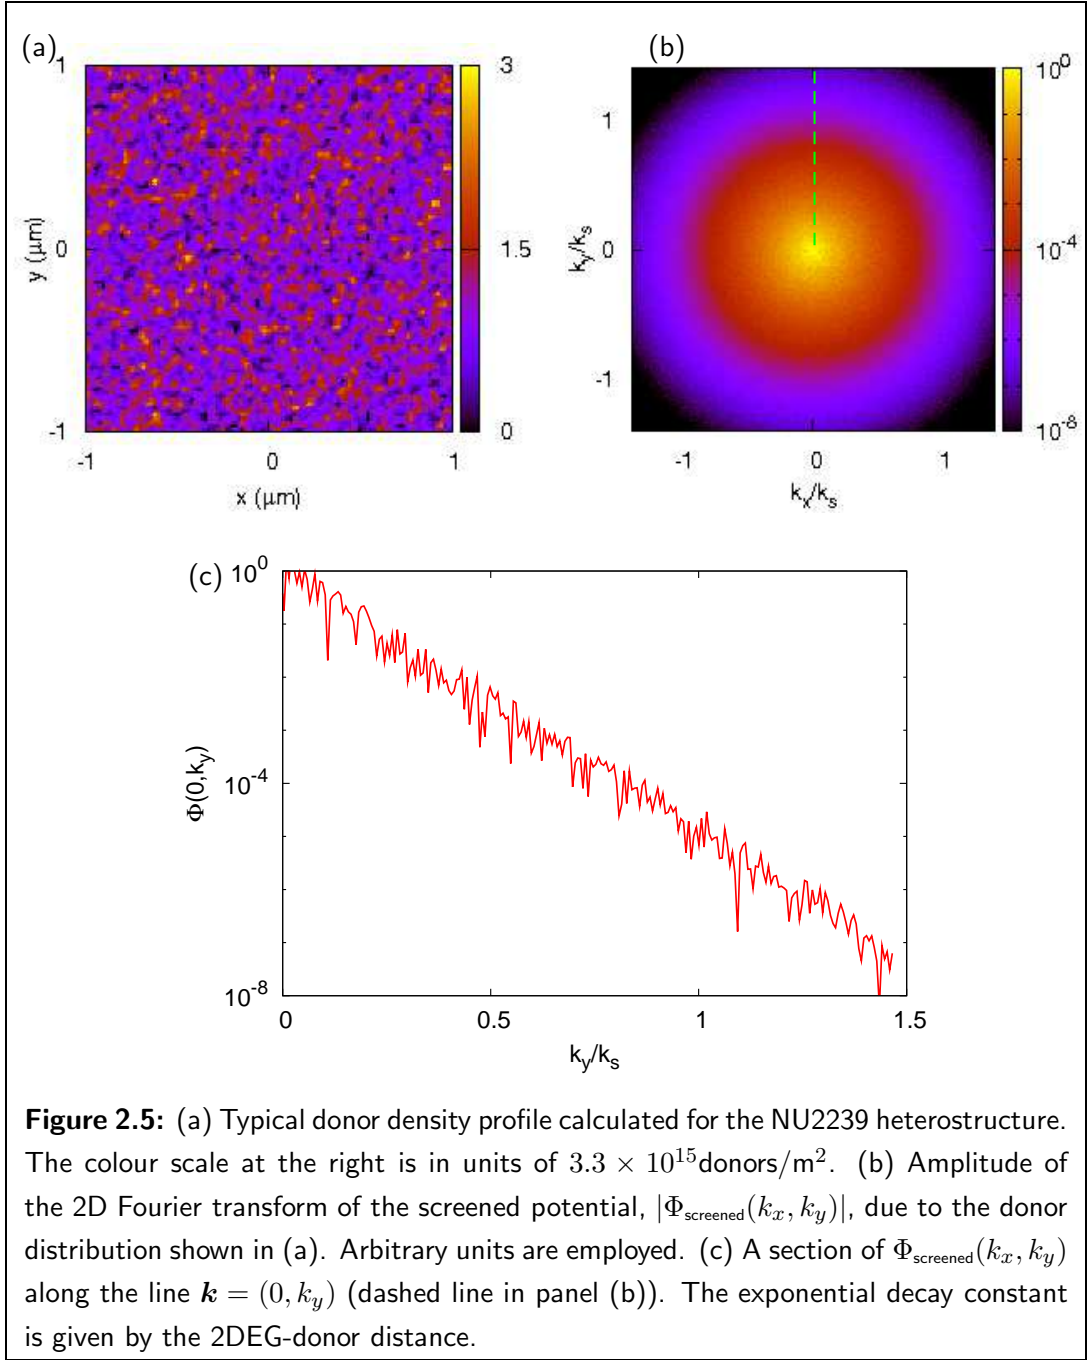 (a)
(b)
1
0
-1
y (μm)
-1
0
1
x (μm)
3
1.5
0
1
0
-1
k_y/k_s
-1
0
1
k_x/k_s
10^0
10^-4
10^-8
(c)
10^0
10^-4
10^-8
Φ(0,k_y)
0
0.5
1
1.5
k_y/k_s
Figure 2.5: (a) Typical donor density profile calculated for the NU2239 heterostructure.
The colour scale at the right is in units of 3.3 × 10^15 donors/m^2. (b) Amplitude of
the 2D Fourier transform of the screened potential, |Φ_screened(k_x, k_y)|, due to the donor
distribution shown in (a). Arbitrary units are employed. (c) A section of Φ_screened(k_x, k_y)
along the line k = (0, k_y) (dashed line in panel (b)). The exponential decay constant
is given by the 2DEG-donor distance.